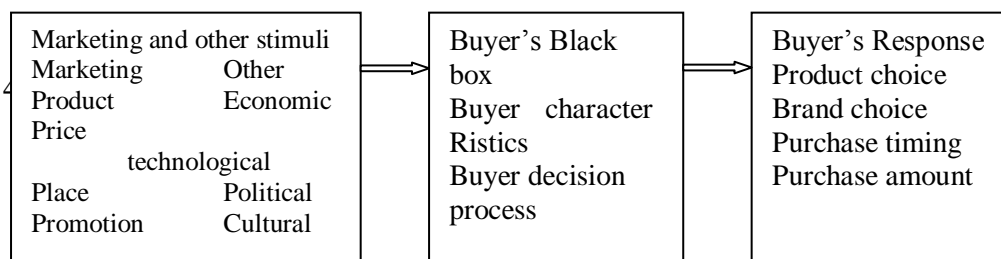 Marketing and other stimuli
Marketing Other
Product Economic
Price
technological
Place Political
Promotion Cultural
Buyer’s Black
box
Buyer character
Ristics
Buyer decision
process
Buyer’s Response
Product choice
Brand choice
Purchase timing
Purchase amount